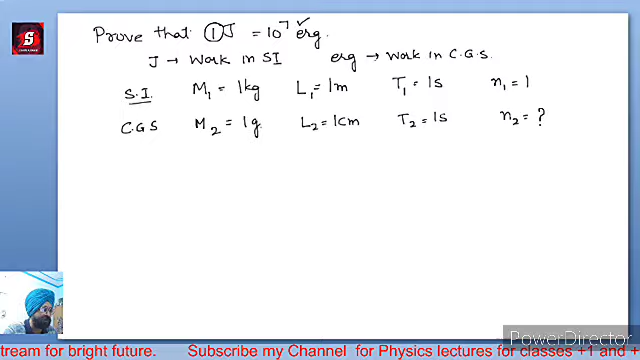 Prove that 1 J = 10⁷ erg.
J → Work in SI erg → Work in C.G.S.
S.I. M₁ = 1kg L₁ = 1m T₁ = 1s n₁ = 1
C.G.S M₂ = 1g. L₂ = 1cm T₂ = 1s n₂ = ?
S
PowerDirector
tream for bright future. Subscribe my Channel for Physics lectures for classes +1 and +